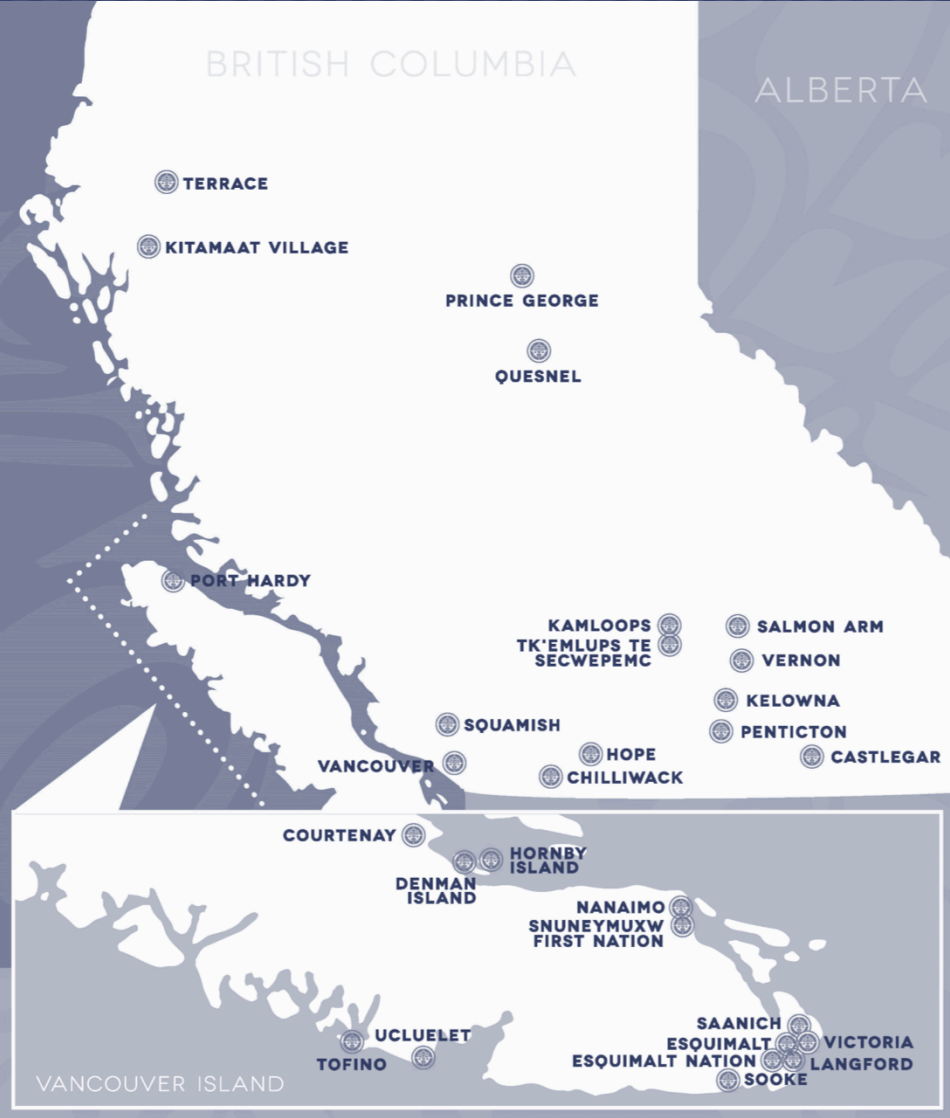 BRITISH COLUMBIA
ALBERTA
TERRACE
KITAMAAT VILLAGE
PRINCE GEORGE
QUESNEL
PORT HARDY
KAMLOOPS
SALMON ARM
TK'EMLUPS TE
SECWEPEMC
VERNON
KELOWNA
SQUAMISH
PENTICTON
HOPE
CASTLEGAR
VANCOUVER
CHILLIWACK
COURTENAY
HORNBY
ISLAND
DENMAN
ISLAND
NANAIMO
SNUNEYMUXW
FIRST NATION
SAANICH
UCLUELET
ESQUIMALT
VICTORIA
TOFINO
ESQUIMALT NATION
LANGFORD
SOOKE
VANCOUVER ISLAND